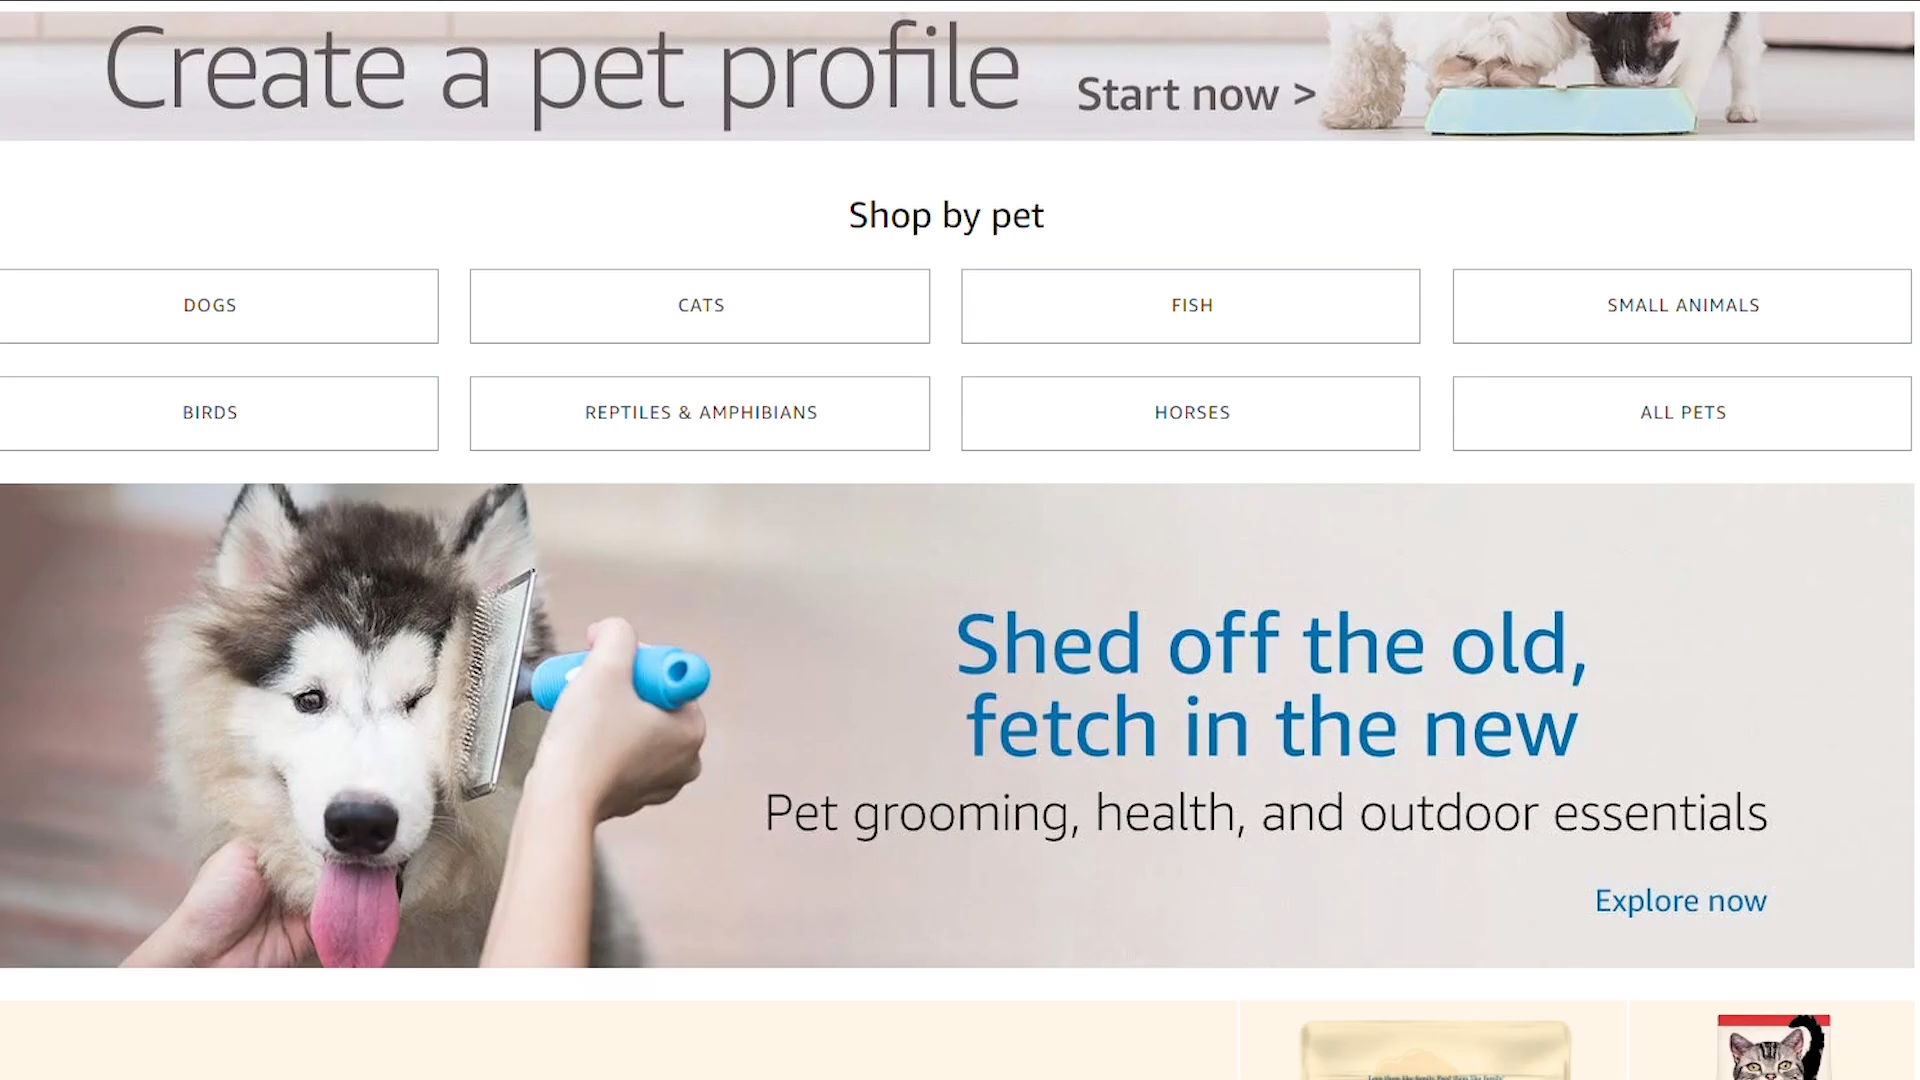 Create a pet profile
Start now >
Shop by pet
DOGS
CATS
FISH
SMALL ANIMALS
BIRDS
REPTILES & AMPHIBIANS
HORSES
ALL PETS
Shed off the old,
fetch in the new
Pet grooming, health, and outdoor essentials
Explore now